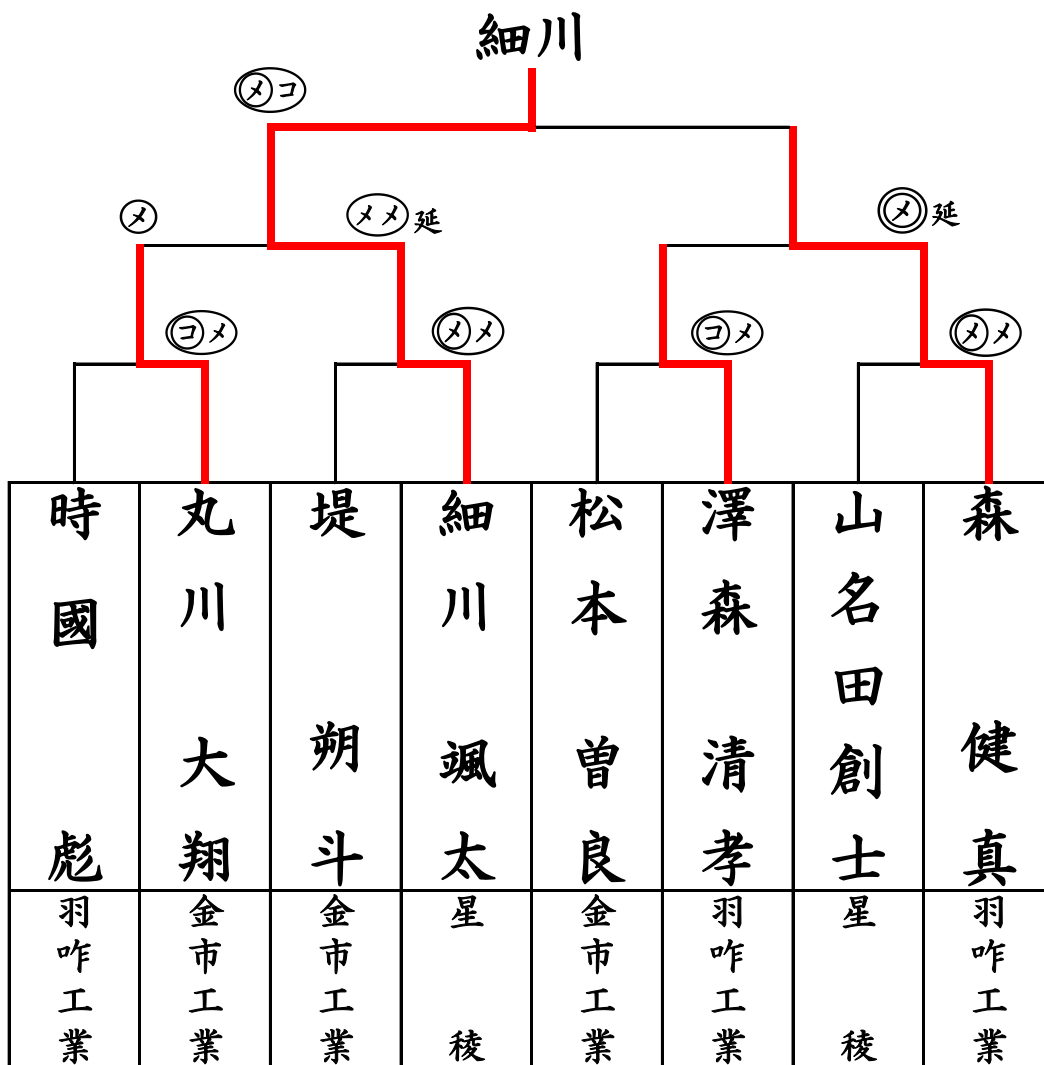 細川
メコ
メ
メメ延
メ延
コメ
メメ
コメ
メメ
時國彪
丸川大翔
堤朔斗
細川颯太
松本曽良
澤森清孝
山名田創士
森健真
羽咋工業
金市工業
金市工業
星稜
金市工業
羽咋工業
星稜
羽咋工業